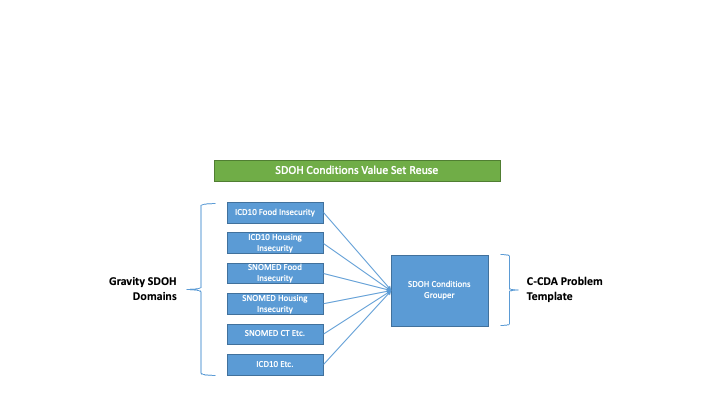 SDOH Conditions Value Set Reuse
ICD10 Food Insecurity
ICD10 Housing
Insecurity
SNOMED Food
Insecurity
SNOMED Housing
Insecurity
SNOMED CT Etc.
ICD10 Etc.
Gravity SDOH
Domains
SDOH Conditions
Grouper
C-CDA Problem
Template